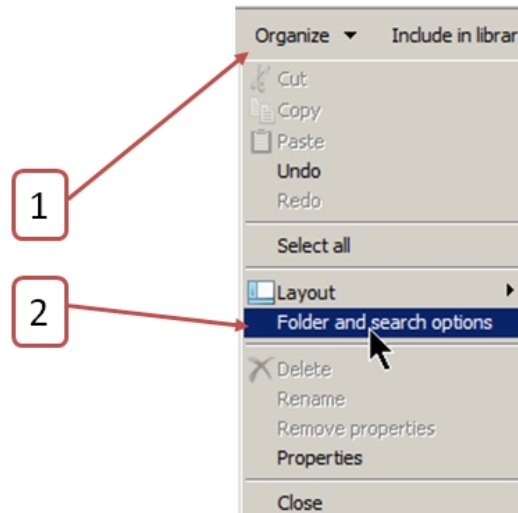 Organize Include in librar
Cut
Copy
Paste
Undo
Redo
1
Select all
Layout
2
Folder and search options
Delete
Rename
Remove properties
Properties
Close